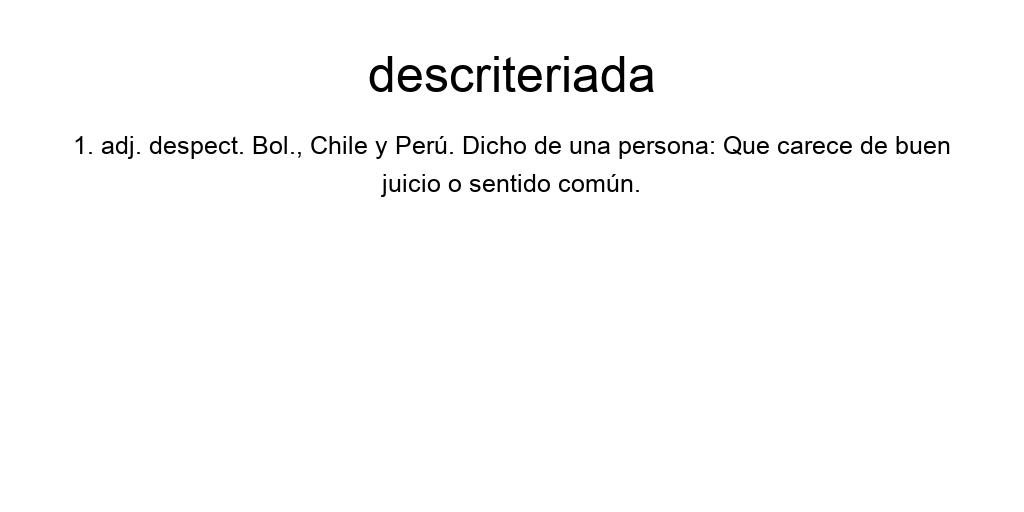 descriteriada
1. adj. despect. Bol., Chile y Perú. Dicho de una persona: Que carece de buen
juicio o sentido común.